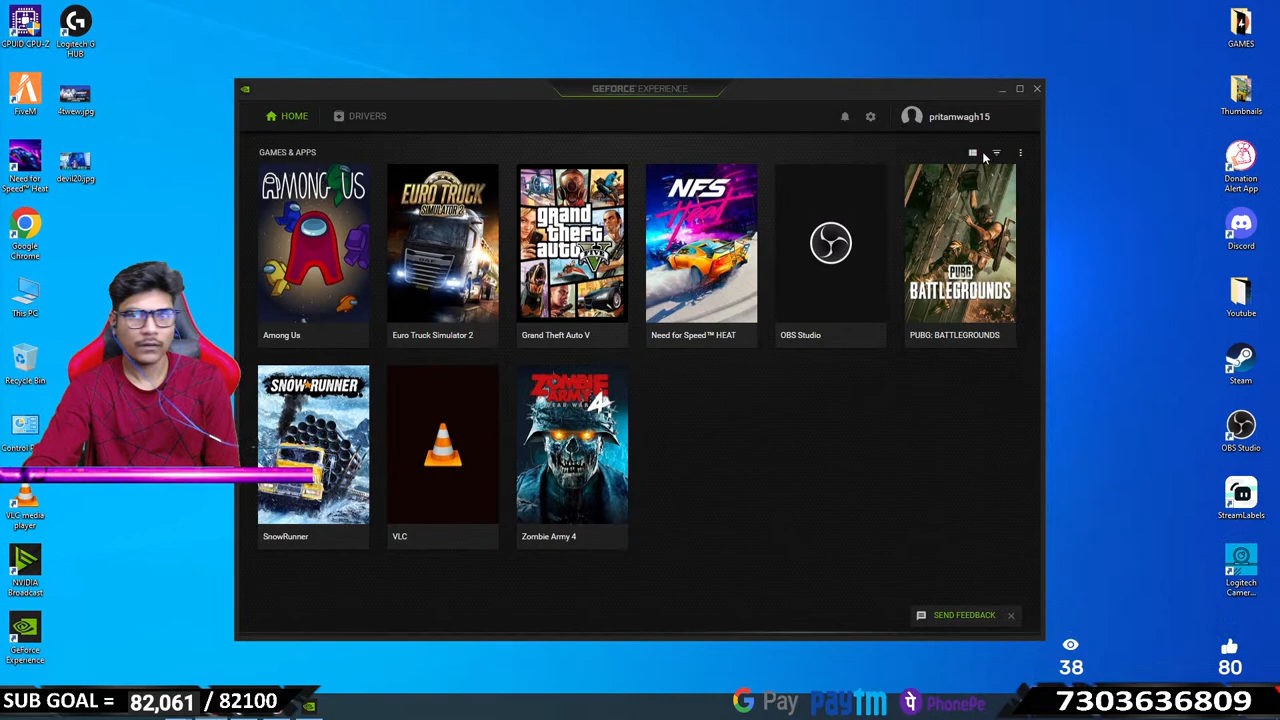 CPUID CPU-Z
Logitech G
HUB
FiveM
4twew.jpg
Need for
Speed™ Heat
devil20.jpg
Google
Chrome
This PC
Recycle Bin
VLC media
player
NVIDIA
Broadcast
GeForce
Experience
GEFORCE EXPERIENCE
HOME
DRIVERS
pritamwagh15
GAMES & APPS
AMONG US
EURO TRUCK
SIMULATOR 2
grand
theft
auto
V
NFS
Heat
PUBG
BATTLEGROUNDS
Among Us
Euro Truck Simulator 2
Grand Theft Auto V
Need for Speed™ HEAT
OBS Studio
PUBG: BATTLEGROUNDS
SNOWRUNNER
ZOMBIE
ARMY 4
DEAD WAR
SnowRunner
VLC
Zombie Army 4
SEND FEEDBACK
GAMES
Thumbnails
Donation
Alert App
Discord
Youtube
Steam
OBS Studio
StreamLabels
Logitech
Camer...
38
80
SUB GOAL = 82,061 / 82100
G Pay paytm PhonePe
7303636809